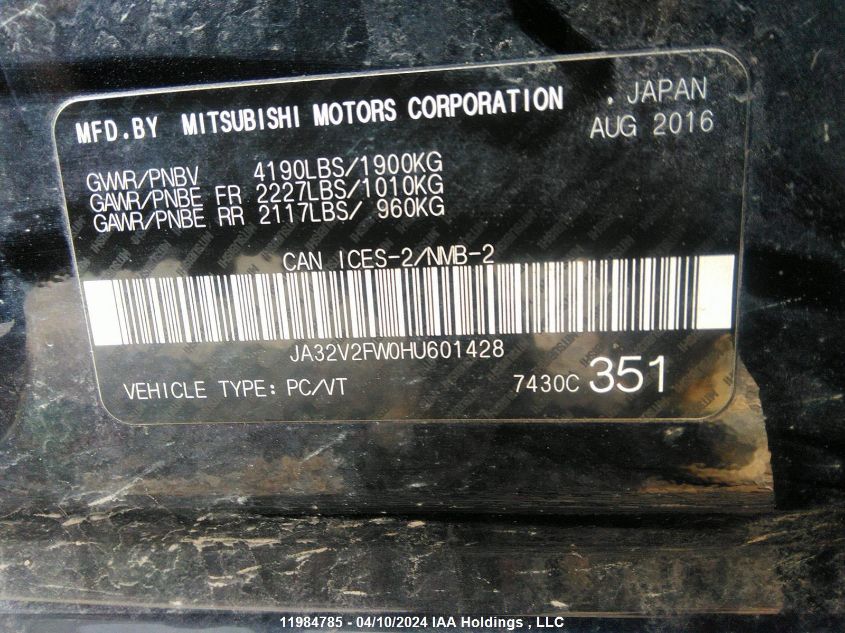 MFD.BY MITSUBISHI MOTORS CORPORATION . JAPAN
AUG 2016
GVWR/PNBV 4190LBS/1900KG
GAWR/PNBE FR 2227LBS/1010KG
GAWR/PNBE RR 2117LBS/ 960KG
CAN ICES-2/NMB-2
JA32V2FW0HU601428
VEHICLE TYPE: PC/VT 7430C 351
11984785 - 04/10/2024 IAA Holdings , LLC